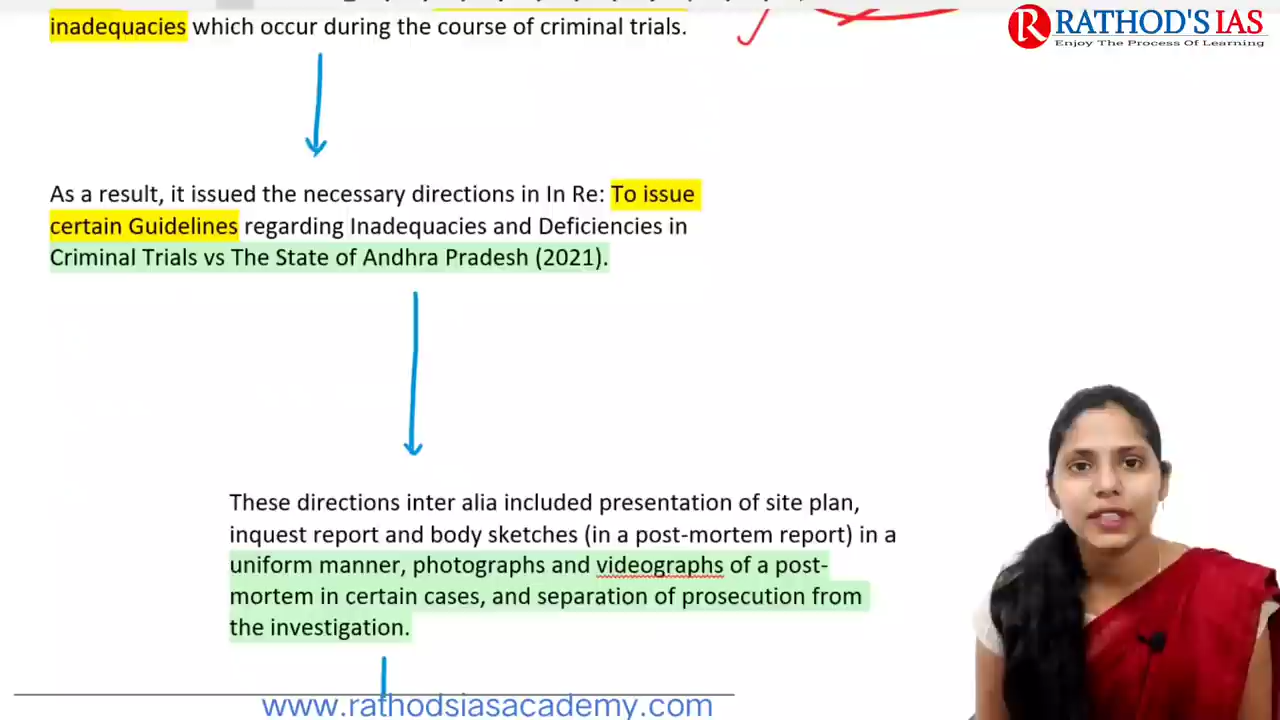 inadequacies which occur during the course of criminal trials.
RATHOD'S IAS
Enjoy The Process Of Learning
As a result, it issued the necessary directions in In Re: To issue
certain Guidelines regarding Inadequacies and Deficiencies in
Criminal Trials vs The State of Andhra Pradesh (2021).
These directions inter alia included presentation of site plan,
inquest report and body sketches (in a post-mortem report) in a
uniform manner, photographs and videographs of a post-
mortem in certain cases, and separation of prosecution from
the investigation.
www.rathodsiasacademy.com